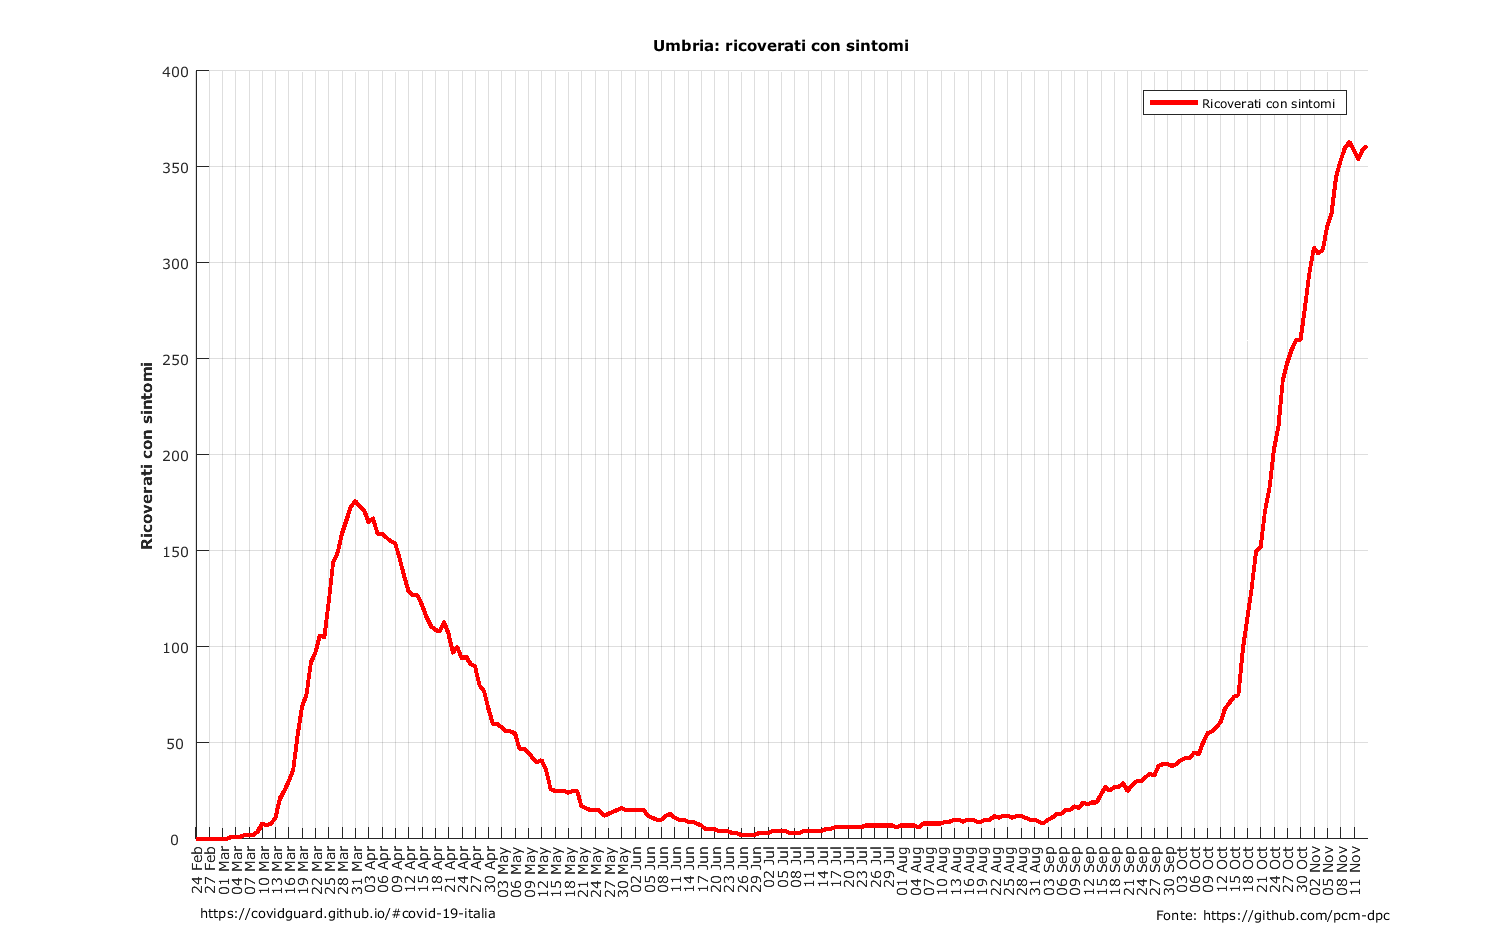 Umbria: ricoverati con sintomi
Ricoverati con sintomi
400
350
300
250
200
150
100
50
0
Ricoverati con sintomi
24 Feb
27 Feb
01 Mar
04 Mar
07 Mar
10 Mar
13 Mar
16 Mar
19 Mar
22 Mar
25 Mar
28 Mar
31 Mar
03 Apr
06 Apr
09 Apr
12 Apr
15 Apr
18 Apr
21 Apr
24 Apr
27 Apr
30 Apr
03 May
06 May
09 May
12 May
15 May
18 May
21 May
24 May
27 May
30 May
02 Jun
05 Jun
08 Jun
11 Jun
14 Jun
17 Jun
20 Jun
23 Jun
26 Jun
29 Jun
02 Jul
05 Jul
08 Jul
11 Jul
14 Jul
17 Jul
20 Jul
23 Jul
26 Jul
29 Jul
01 Aug
04 Aug
07 Aug
10 Aug
13 Aug
16 Aug
19 Aug
22 Aug
25 Aug
28 Aug
31 Aug
03 Sep
06 Sep
09 Sep
12 Sep
15 Sep
18 Sep
21 Sep
24 Sep
27 Sep
30 Sep
03 Oct
06 Oct
09 Oct
12 Oct
15 Oct
18 Oct
21 Oct
24 Oct
27 Oct
30 Oct
02 Nov
05 Nov
08 Nov
11 Nov
https://covidguard.github.io/#covid-19-italia
Fonte: https://github.com/pcm-dpc